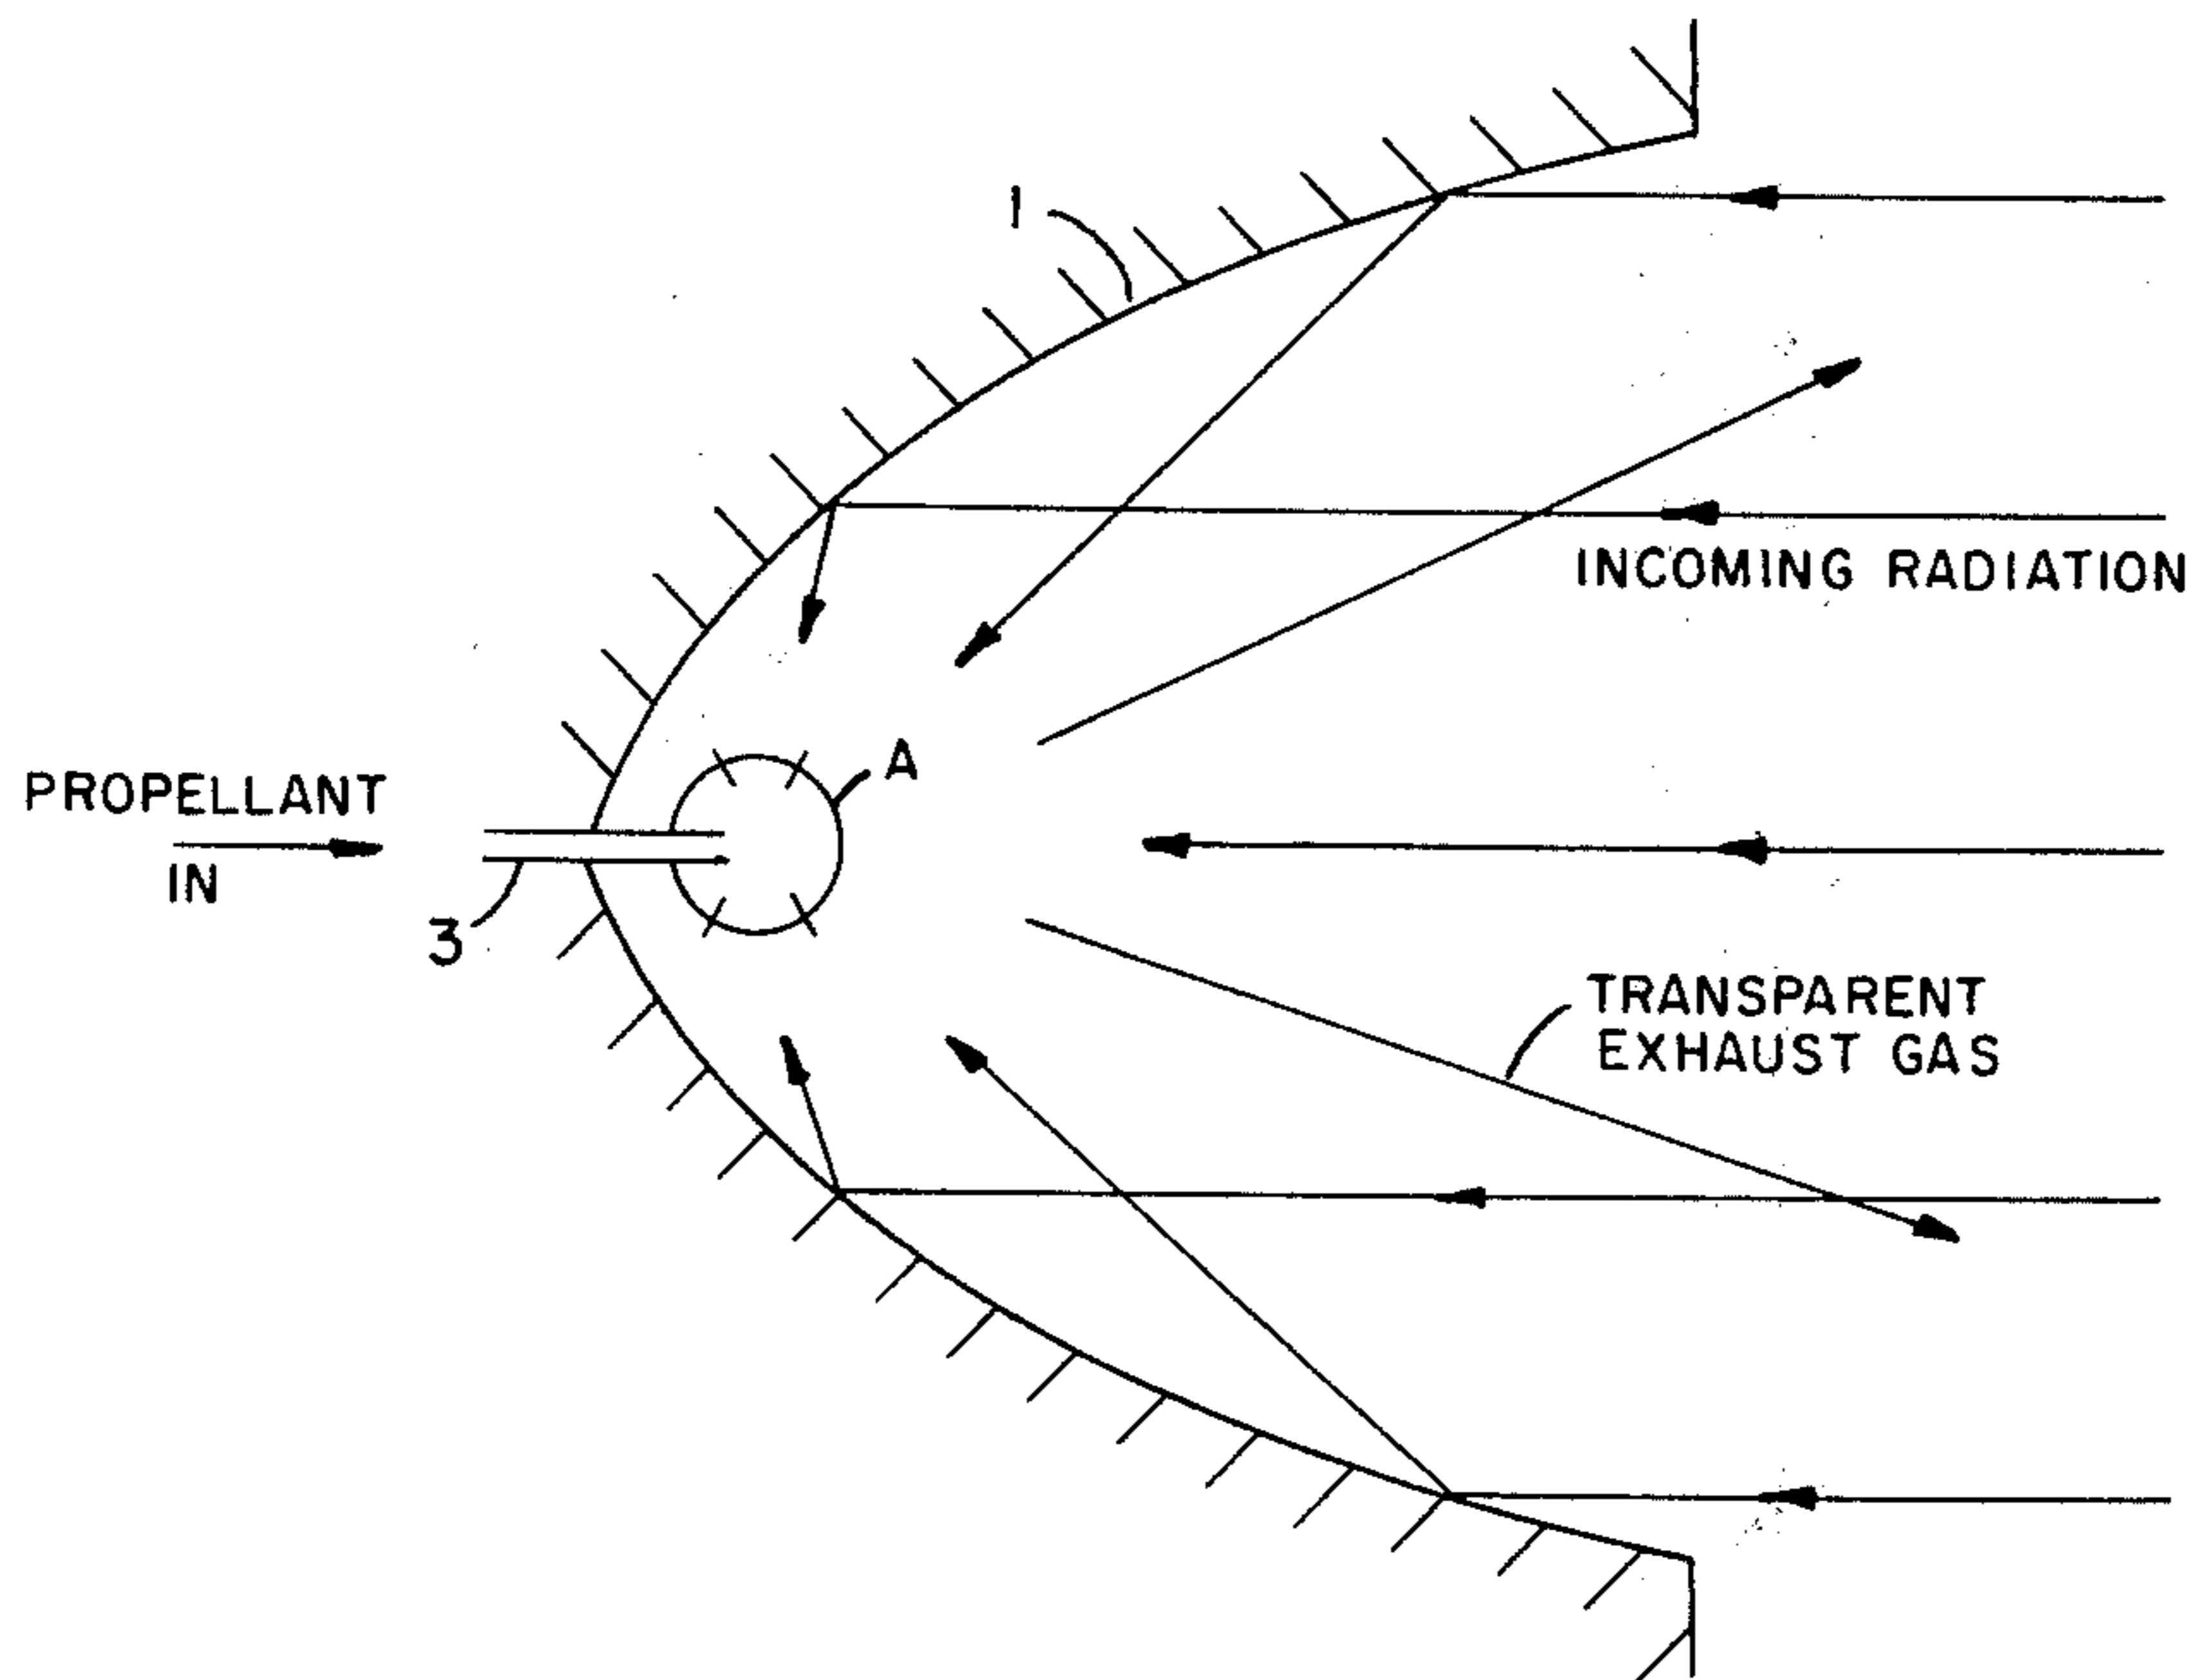 1
INCOMING RADIATION
A
PROPELLANT
IN
3
TRANSPARENT
EXHAUST GAS